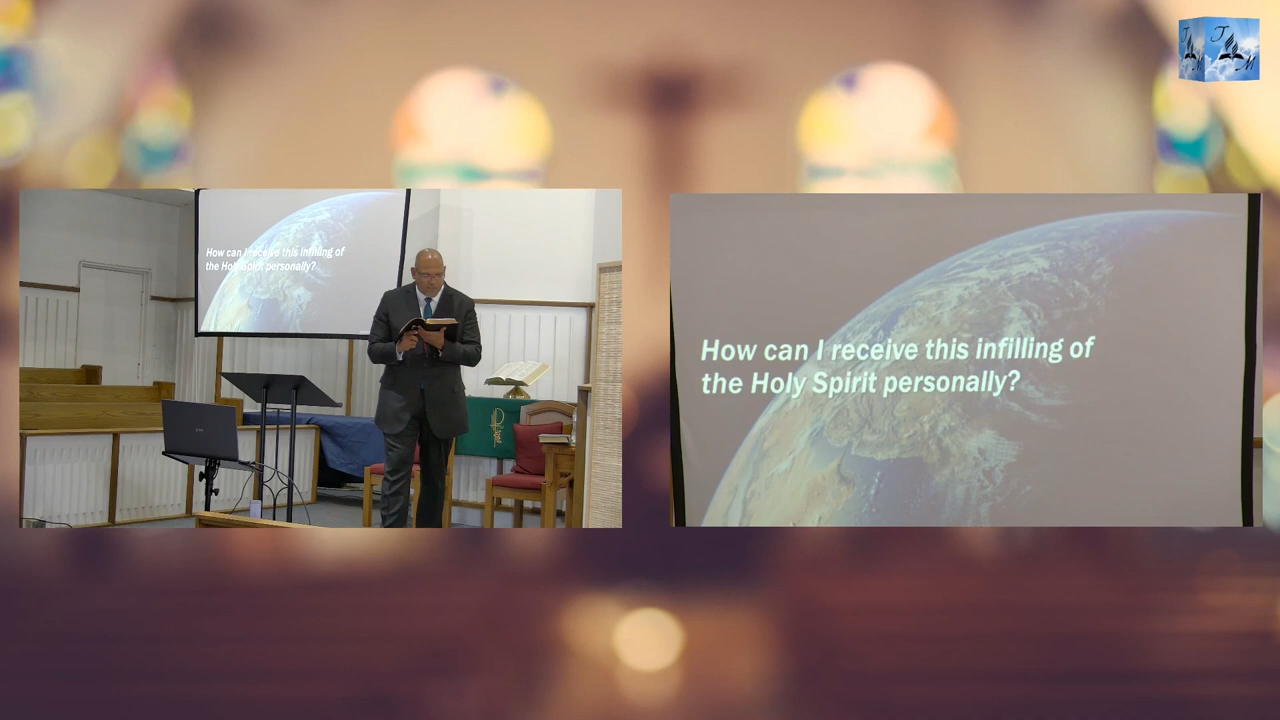 T M T M
How can I receive this infilling of
the Holy Spirit personally?
How can I receive this infilling of
the Holy Spirit personally?